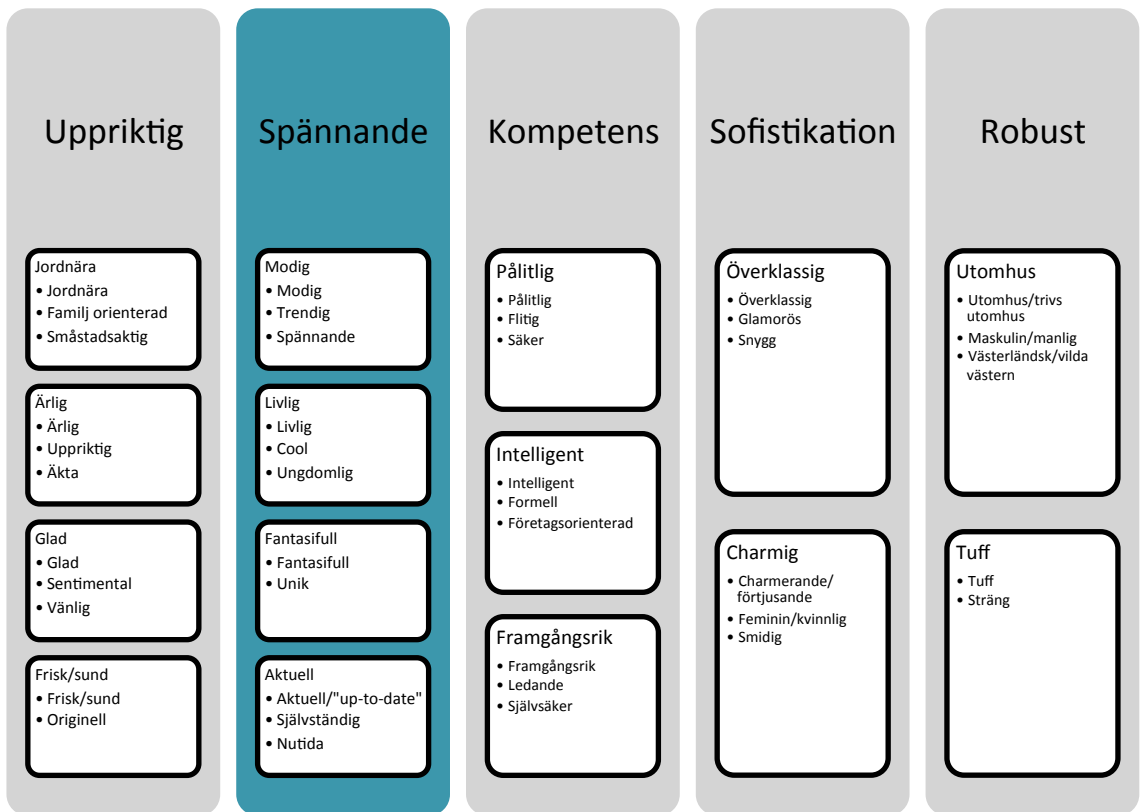 Uppriktig
Jordnära
• Jordnära
• Familj orienterad
• Småstadsaktig
Ärlig
• Ärlig
• Uppriktig
• Äkta
Glad
• Glad
• Sentimental
• Vänlig
Frisk/sund
• Frisk/sund
• Originell
Spännande
Modig
• Modig
• Trendig
• Spännande
Livlig
• Livlig
• Cool
• Ungdomlig
Fantasifull
• Fantasifull
• Unik
Aktuell
• Aktuell/"up-to-date"
• Självständig
• Nutida
Kompetens
Pålitlig
• Pålitlig
• Flitig
• Säker
Intelligent
• Intelligent
• Formell
• Företagsorienterad
Framgångsrik
• Framgångsrik
• Ledande
• Självsäker
Sofistikation
Överklassig
• Överklassig
• Glamorös
• Snygg
Charmig
• Charmerande/
förtjusande
• Feminin/kvinnlig
• Smidig
Robust
Utomhus
• Utomhus/trivs
utomhus
• Maskulin/manlig
• Västerländsk/vilda
västern
Tuff
• Tuff
• Sträng